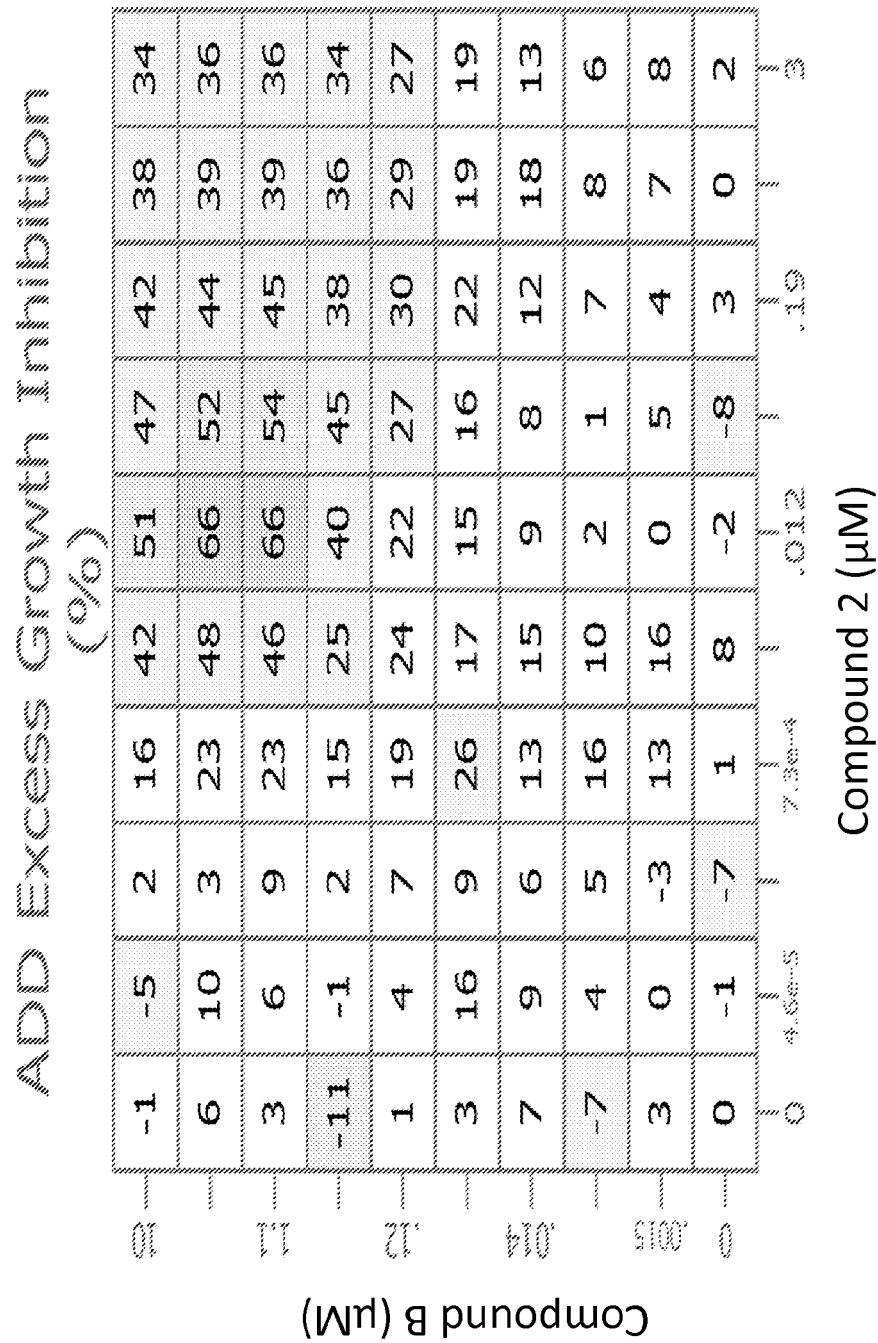 ADD Excess Growth Inhibition
(%)
10 -1 -5 2 16 42 51 47 42 38 34
6 10 3 23 48 66 52 44 39 36
1.1 3 6 9 23 46 66 54 45 39 36
-11 -1 2 15 25 40 45 38 36 34
.12 1 4 7 19 24 22 27 30 29 27
3 16 9 26 17 15 16 22 19 19
.014 7 9 6 13 15 9 8 12 18 13
-7 4 5 16 10 2 1 7 8 6
.0015 3 0 -3 13 16 0 5 4 7 8
0 0 -1 -7 1 8 -2 -8 3 0 2
0 4.6e-5 7.3e-4 .012 .19 3
Compound B (µM)
Compound 2 (µM)